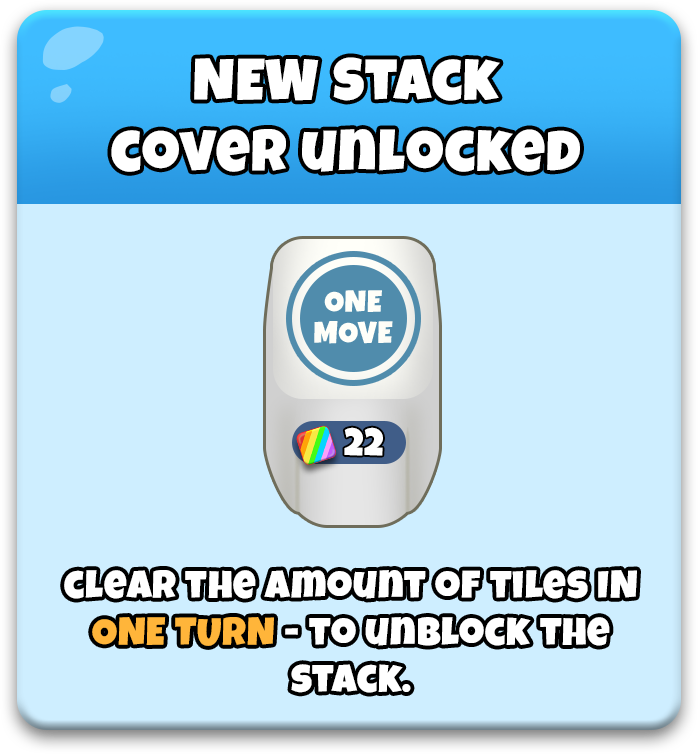 NEW STACK
COVER UNLOCKED
ONE
MOVE
22
CLEAR THE AMOUNT OF TILES IN
ONE TURN - TO UNBLOCK THE
STACK.